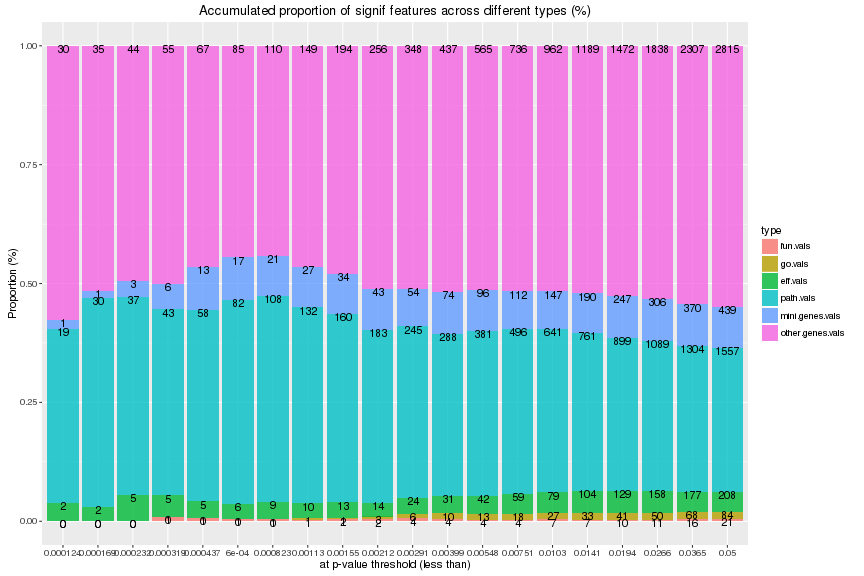 Accumulated proportion of signif features across different types (%)
1.00
30 35 44 55 67 85 110 149 194 256 348 437 565 736 962 1189 1472 1838 2307 2815
0.75
type
fun.vals
go.vals
eff.vals
path.vals
mini.genes.vals
other.genes.vals
Proportion (%)
0.50
1 1 3 6 13 17 21 27 34 43 54 74 96 112 147 190 247 306 370 439
19 30 37 43 58 82 108 132 160 183 245 288 381 496 641 761 899 1089 1304 1557
0.25
2 2 5 5 5 6 9 10 13 14 24 31 42 59 79 104 129 158 177 208
6 10 13 18 27 33 41 50 68 84
0.00
0 0 0 4 4 4 4 7 7 10 11 16 21
0.000124 0.000169 0.000232 0.000319 0.000437 6e-04 0.000823 0.00113 0.00155 0.00212 0.00291 0.00399 0.00548 0.00751 0.0103 0.0141 0.0194 0.0266 0.0365 0.05
at p-value threshold (less than)